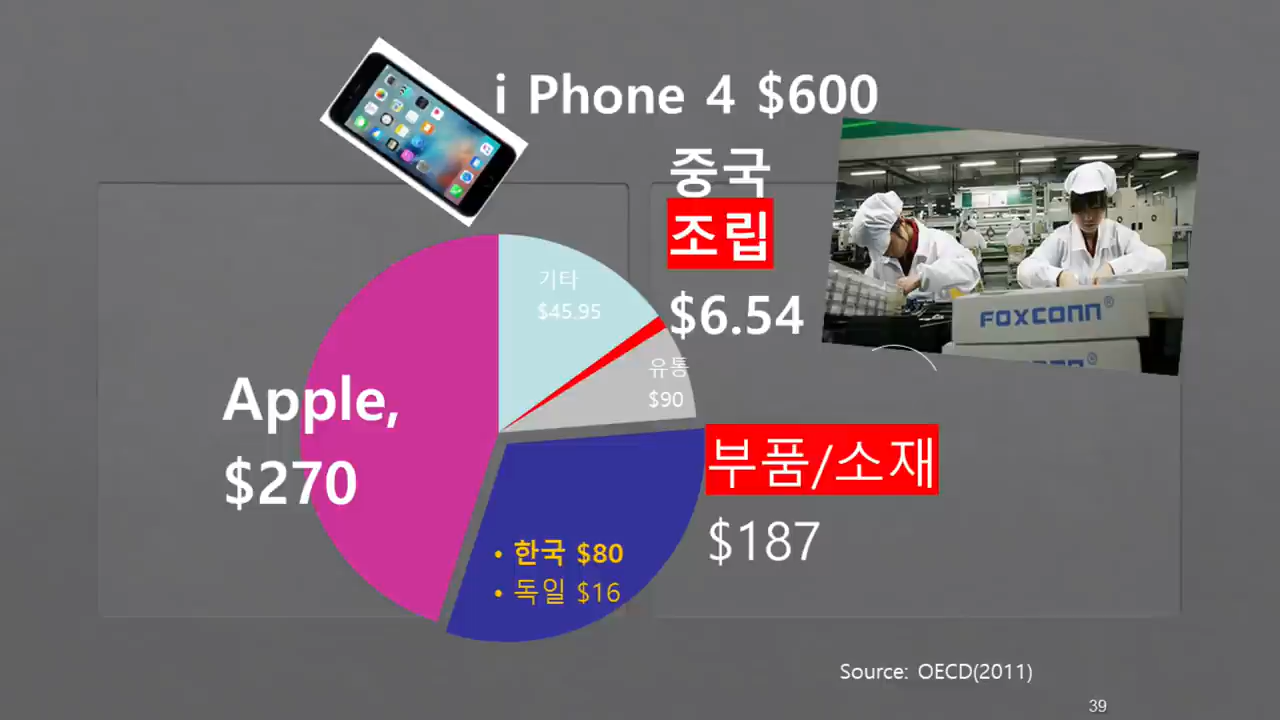 i Phone 4 $600
중국
조립
$6.54
FOXCONN®
FOXCONN®
기타
$45.95
유통
$90
Apple,
$270
부품/소재
$187
• 한국 $80
• 독일 $16
Source: OECD(2011)
39